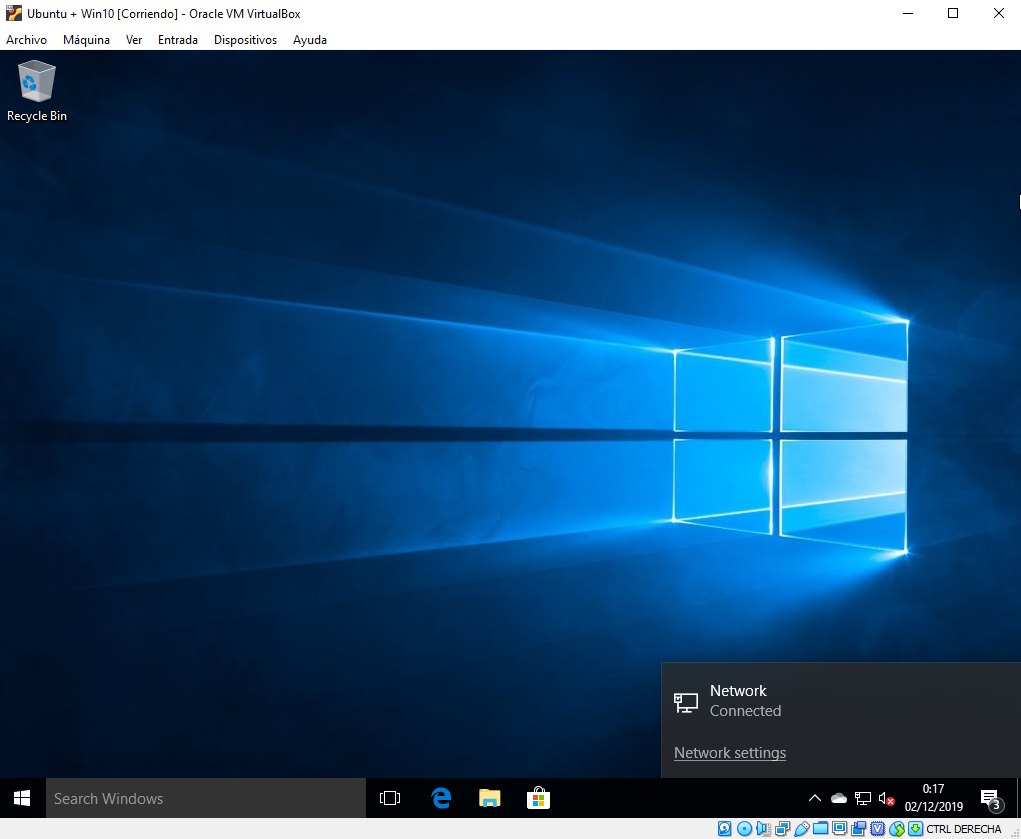 Ubuntu + Win10 [Corriendo] - Oracle VM VirtualBox
Archivo Máquina Ver Entrada Dispositivos Ayuda
Recycle Bin
Network
Connected
Network settings
Search Windows
0:17
02/12/2019
3
CTRL DERECHA